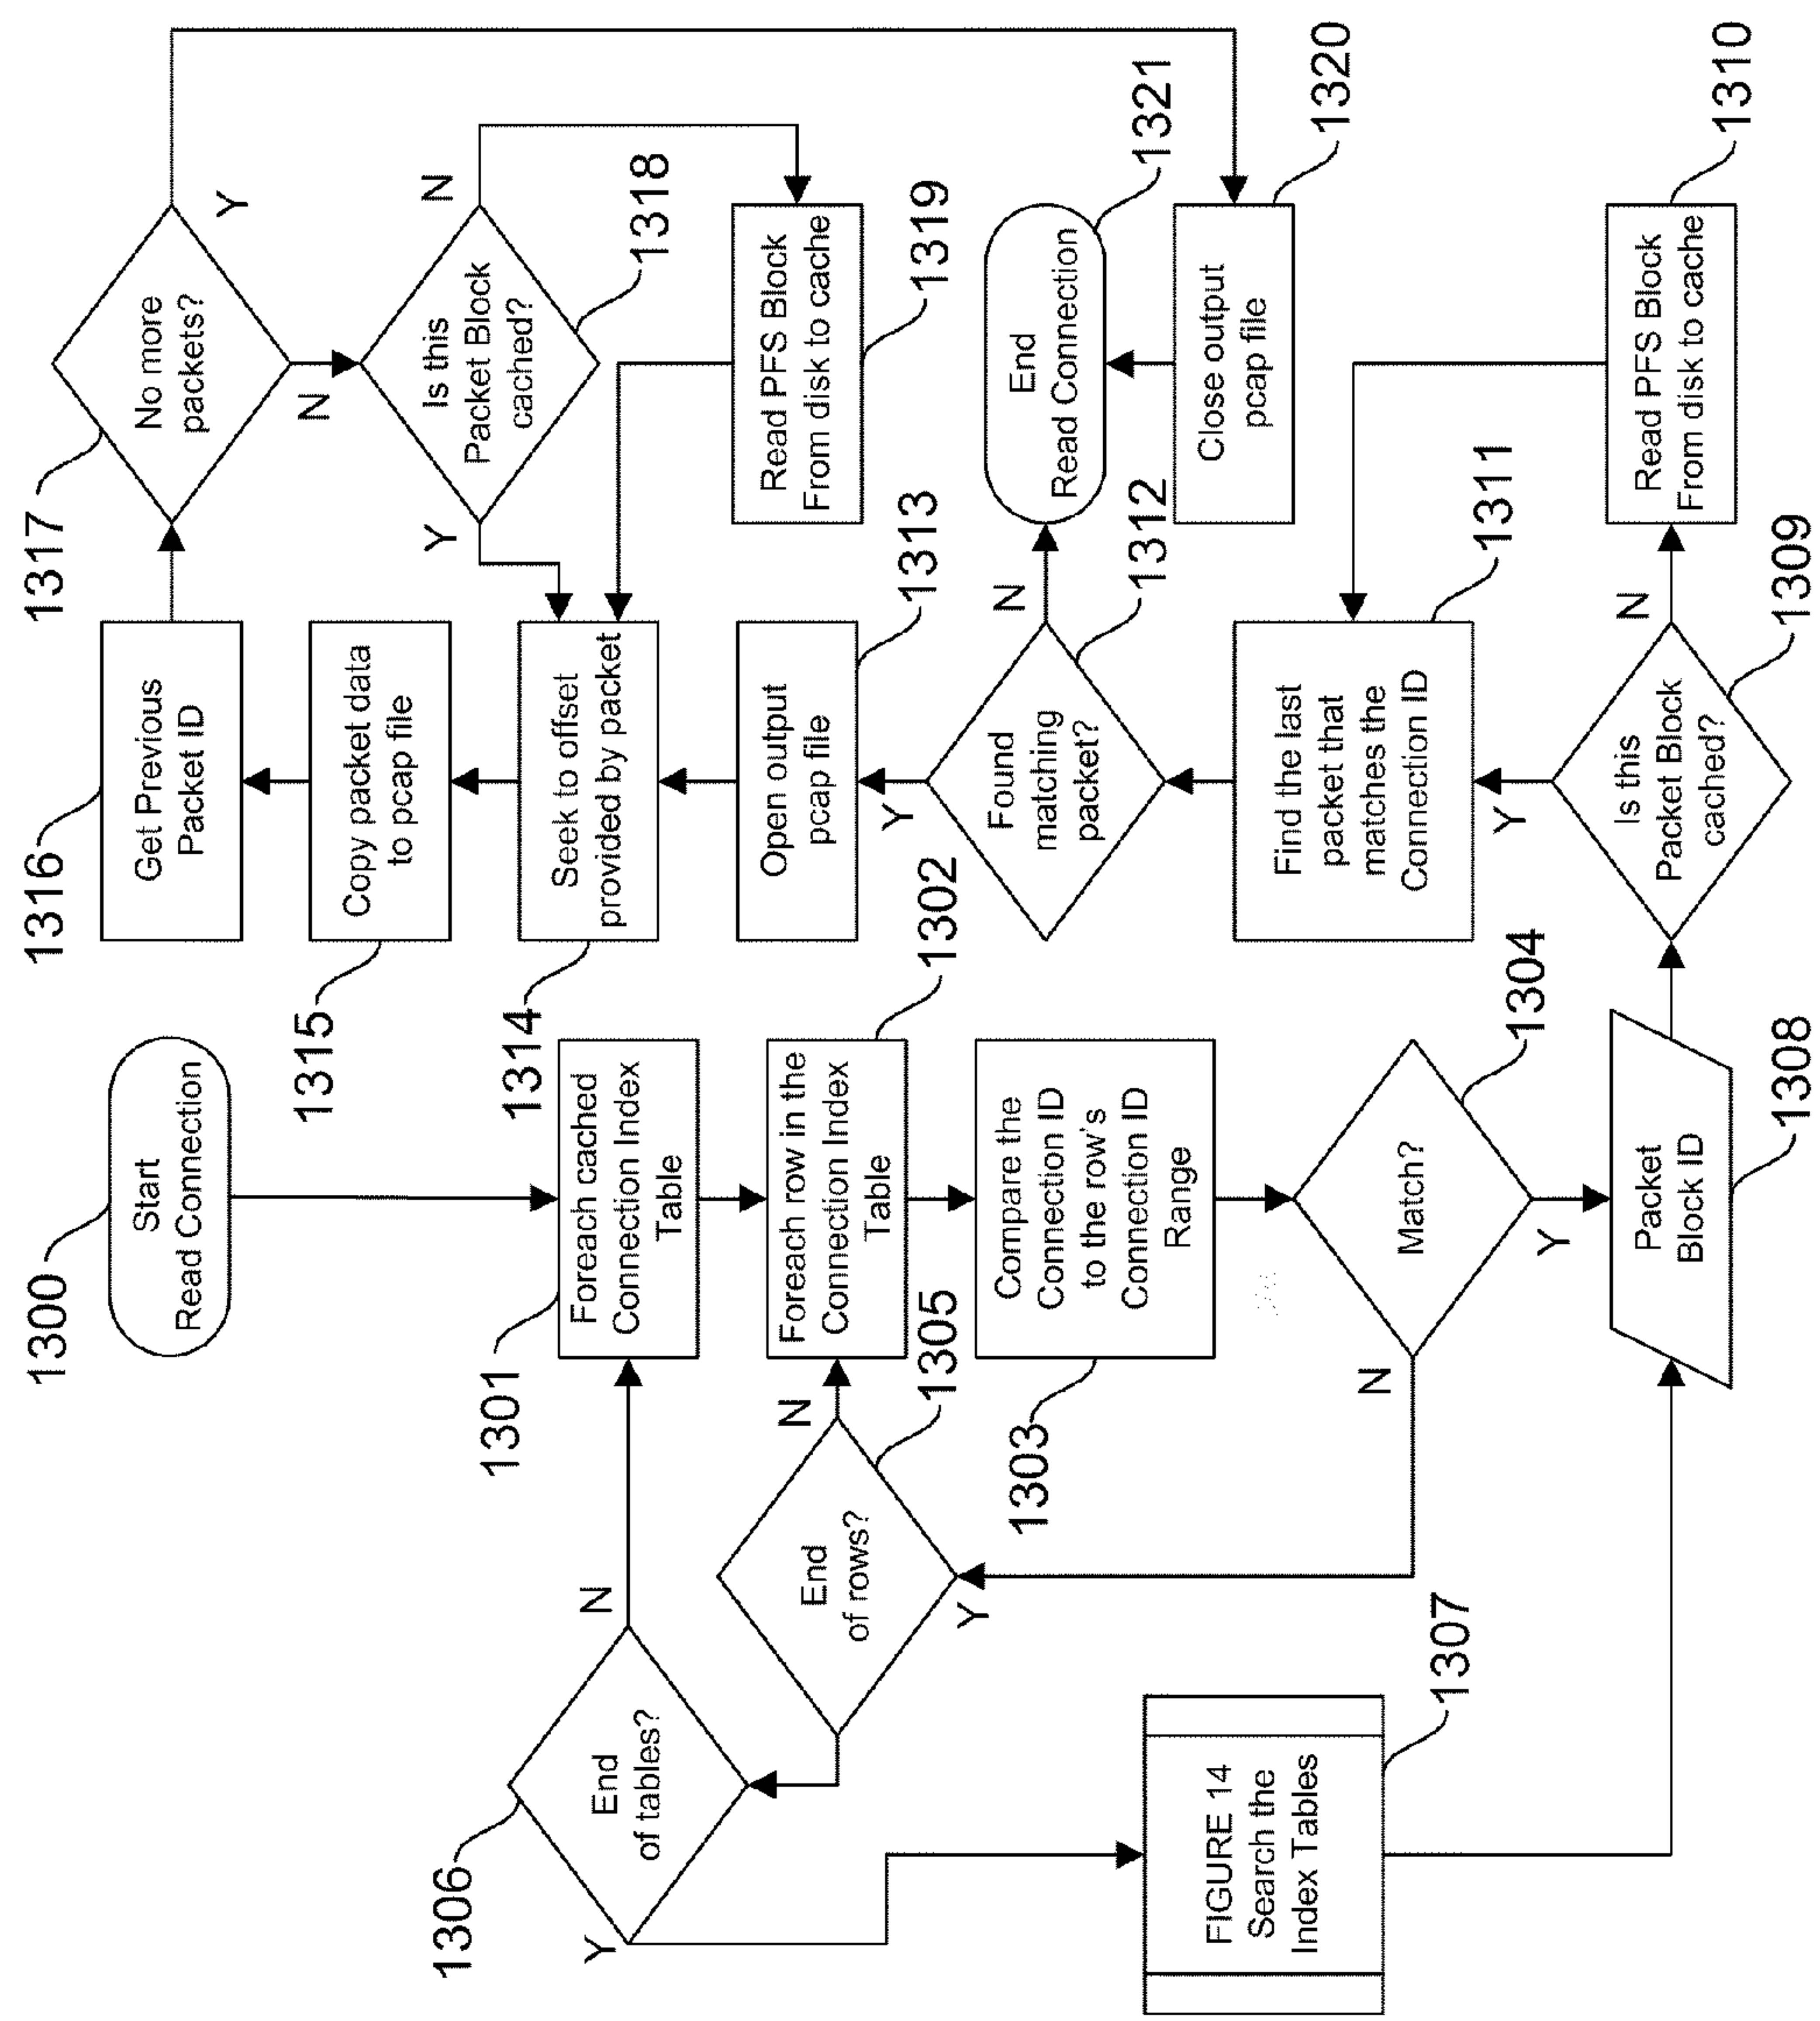 1300
Start
Read Connection
1301
Foreach cached
Connection Index
Table
1302
Foreach row in the
Connection Index
Table
1303
Compare the
Connection ID
to the row's
Connection ID
Range
1304
Match?
N
Y
1305
End
of rows?
N
Y
1306
End
of tables?
N
Y
1307
FIGURE 14
Search the
Index Tables
1308
Packet
Block ID
1309
Is this
Packet Block
cached?
N
Y
1310
Read PFS Block
From disk to cache
1311
Find the last
packet that
matches the
Connection ID
1312
Found
matching
packet?
N
Y
1313
Open output
pcap file
1314
Seek to offset
provided by packet
1315
Copy packet data
to pcap file
1316
Get Previous
Packet ID
1317
No more
packets?
Y
N
1318
Is this
Packet Block
cached?
Y
N
1319
Read PFS Block
From disk to cache
1320
Close output
pcap file
1321
End
Read Connection